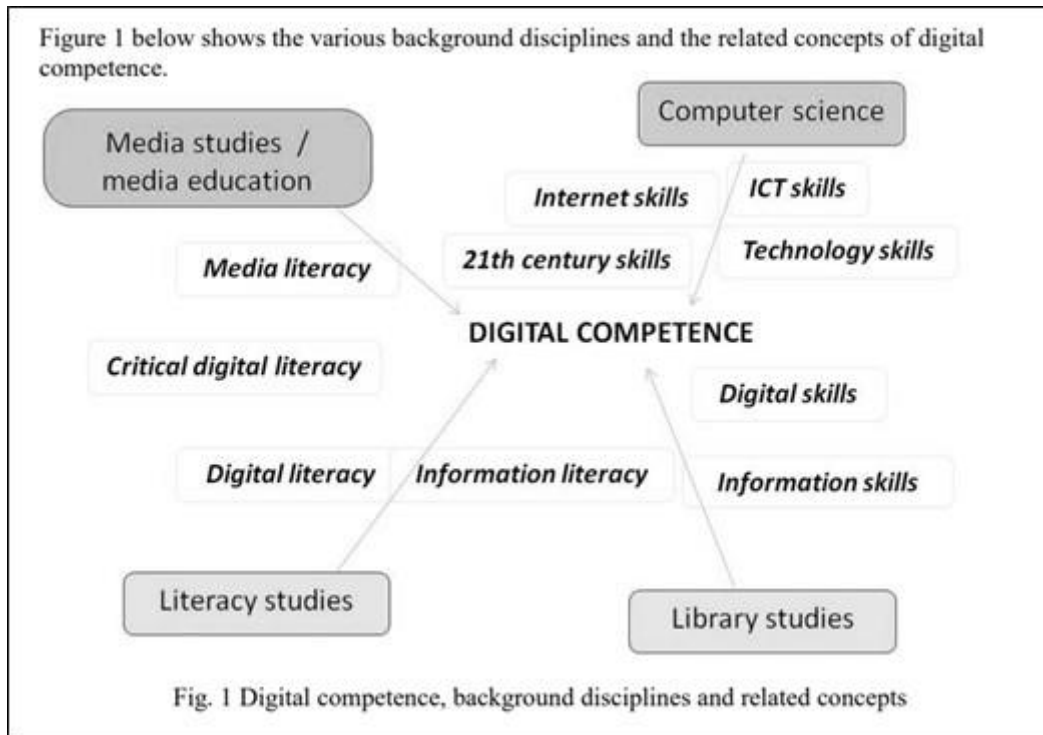 Figure 1 below shows the various background disciplines and the related concepts of digital
competence.
Media studies /
media education
Computer science
Internet skills
ICT skills
21th century skills
Technology skills
Media literacy
DIGITAL COMPETENCE
Critical digital literacy
Digital skills
Digital literacy
Information literacy
Information skills
Literacy studies
Library studies
Fig. 1 Digital competence, background disciplines and related concepts